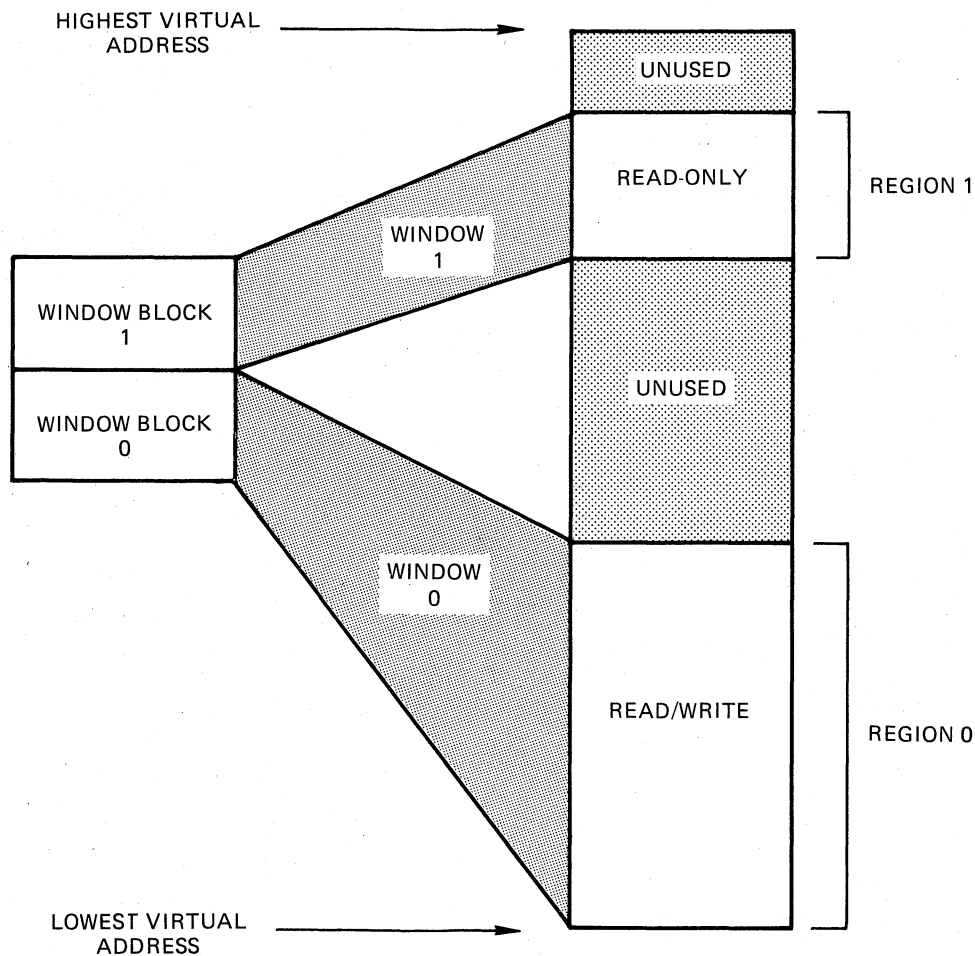 HIGHEST VIRTUAL
ADDRESS
UNUSED
READ-ONLY
REGION 1
WINDOW
1
WINDOW BLOCK
1
UNUSED
WINDOW BLOCK
0
WINDOW
0
READ/WRITE
REGION 0
LOWEST VIRTUAL
ADDRESS